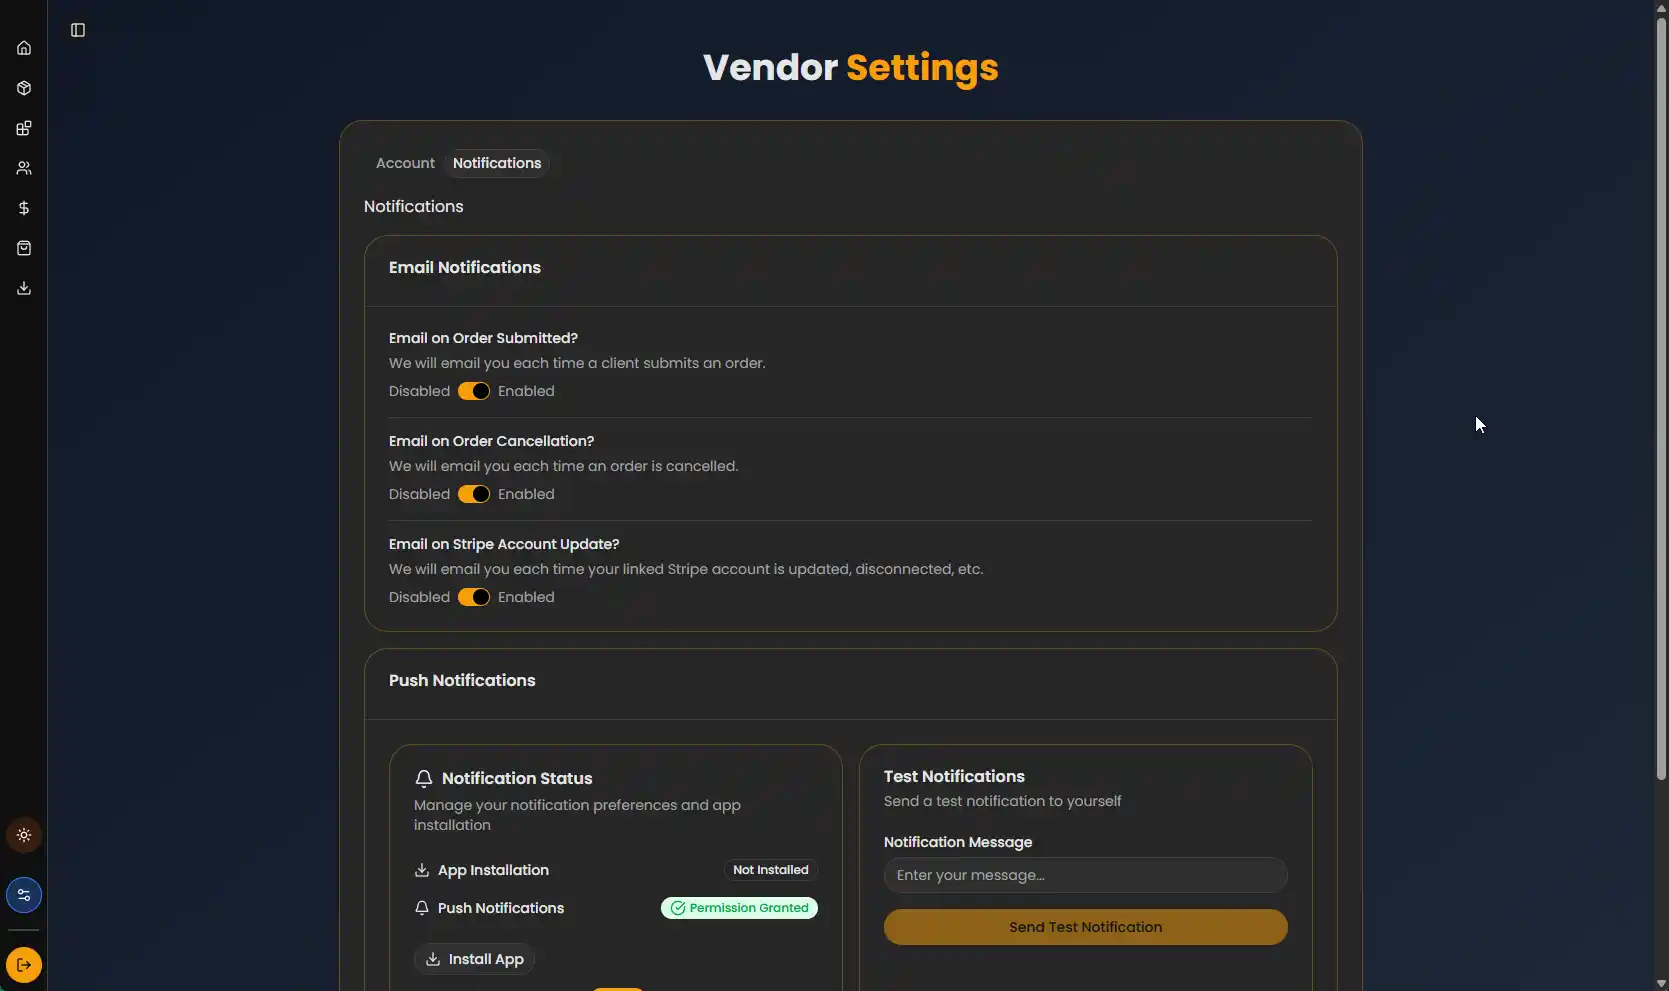 Vendor Settings
Account
Notifications
Notifications
Email Notifications
Email on Order Submitted?
We will email you each time a client submits an order.
Disabled Enabled
Email on Order Cancellation?
We will email you each time an order is cancelled.
Disabled Enabled
Email on Stripe Account Update?
We will email you each time your linked Stripe account is updated, disconnected, etc.
Disabled Enabled
Push Notifications
Notification Status
Manage your notification preferences and app
installation
App Installation
Not Installed
Push Notifications
Permission Granted
Install App
Test Notifications
Send a test notification to yourself
Notification Message
Enter your message...
Send Test Notification